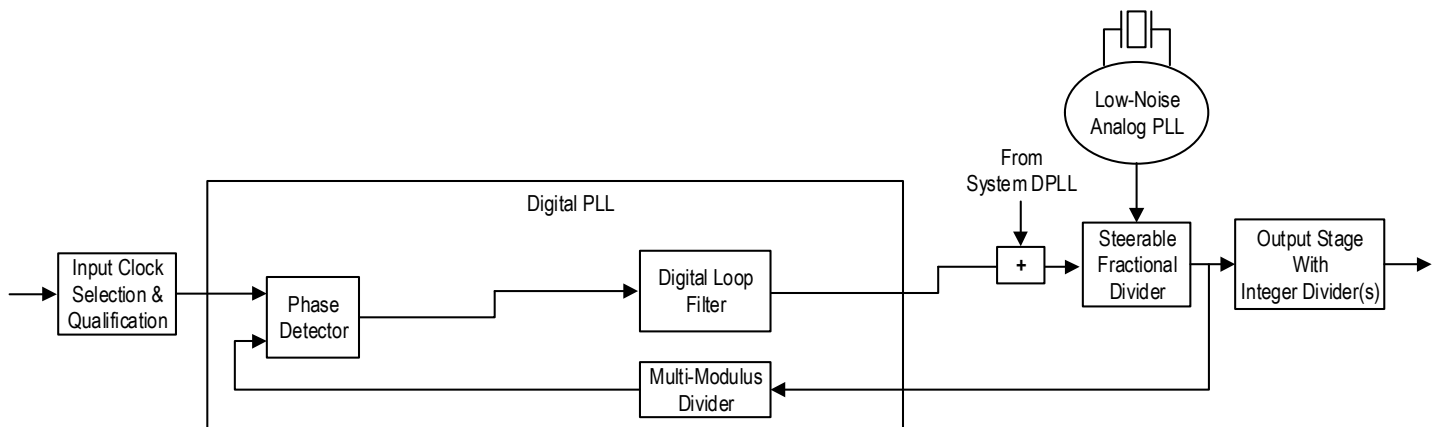 Low-Noise
Analog PLL
From
System DPLL
Digital PLL
Input Clock
Selection &
Qualification
Phase
Detector
Digital Loop
Filter
+
Steerable
Fractional
Divider
Output Stage
With
Integer Divider(s)
Multi-Modulus
Divider